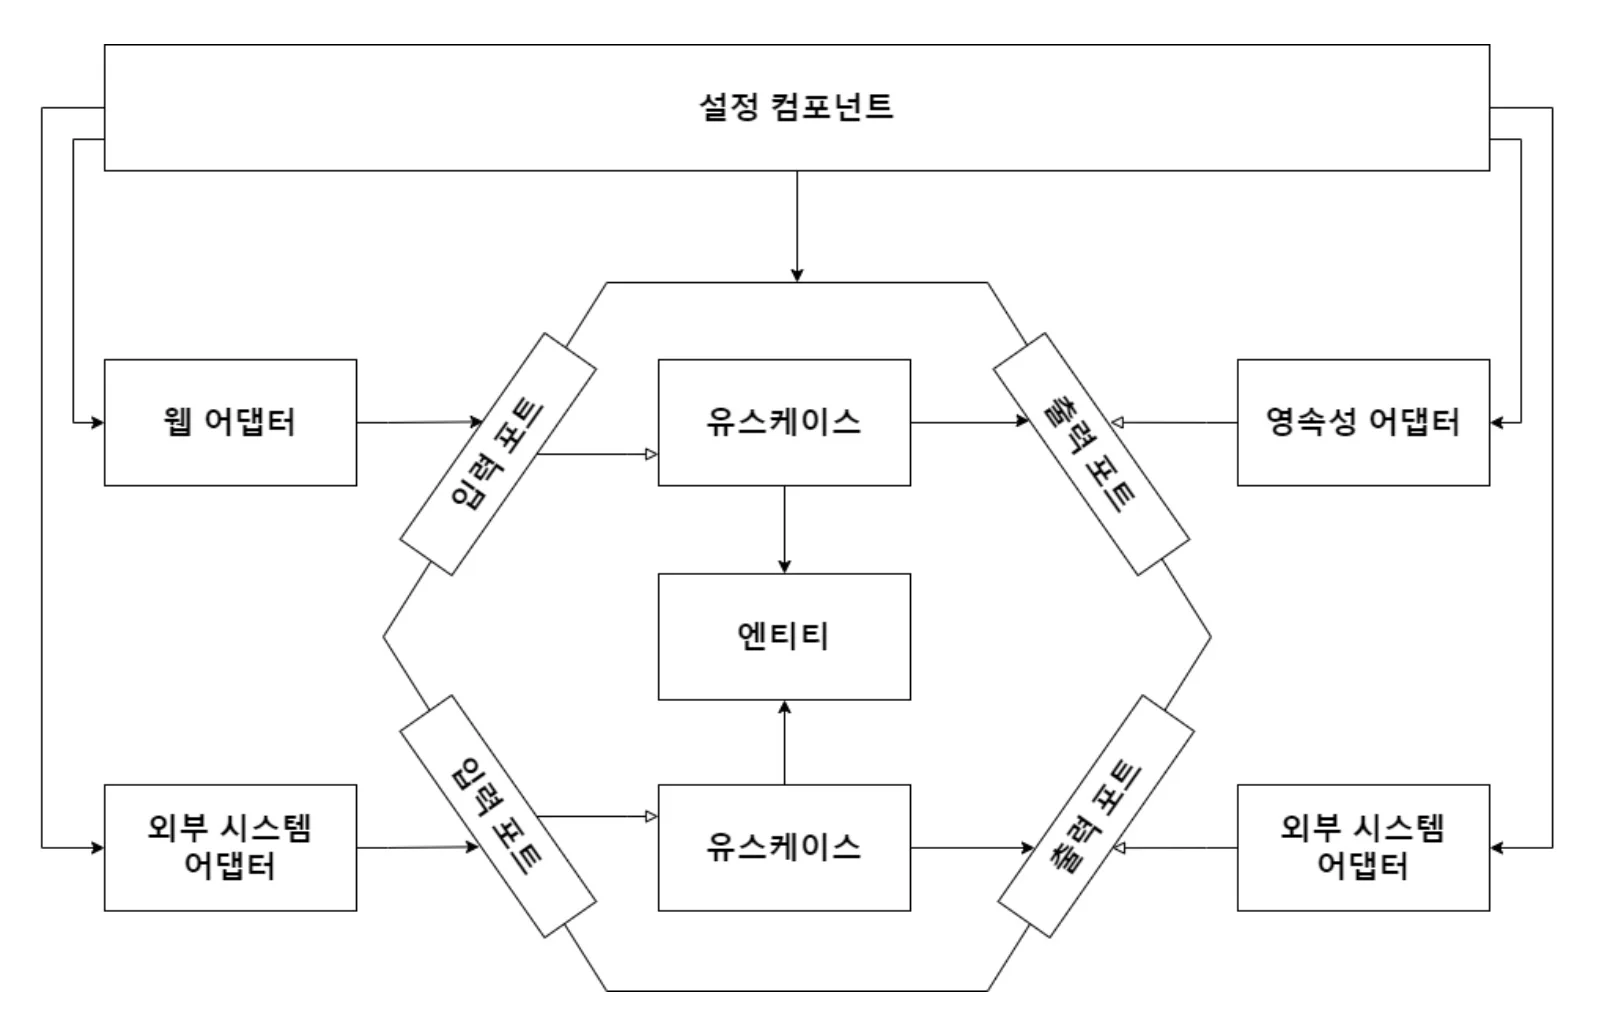 설정 컴포넌트
웹 어댑터
입력 포트
유스케이스
출력 포트
영속성 어댑터
엔티티
외부 시스템
어댑터
입력 포트
유스케이스
출력 포트
외부 시스템
어댑터